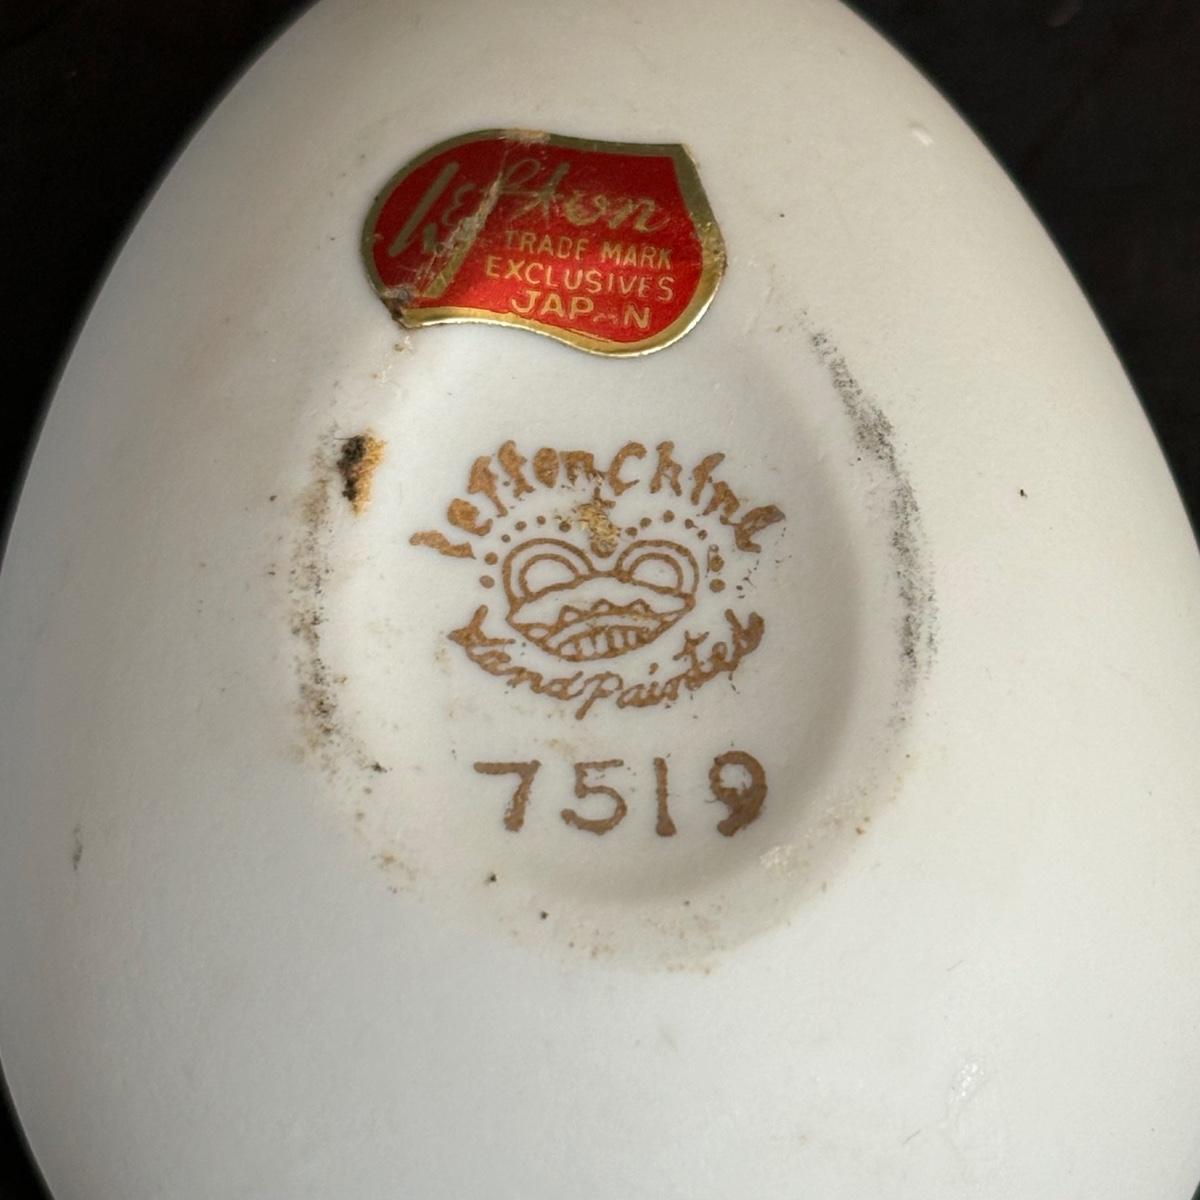 Lefton
TRADE MARK
EXCLUSIVES
JAPAN
Lefton China
Hand Painted
7519